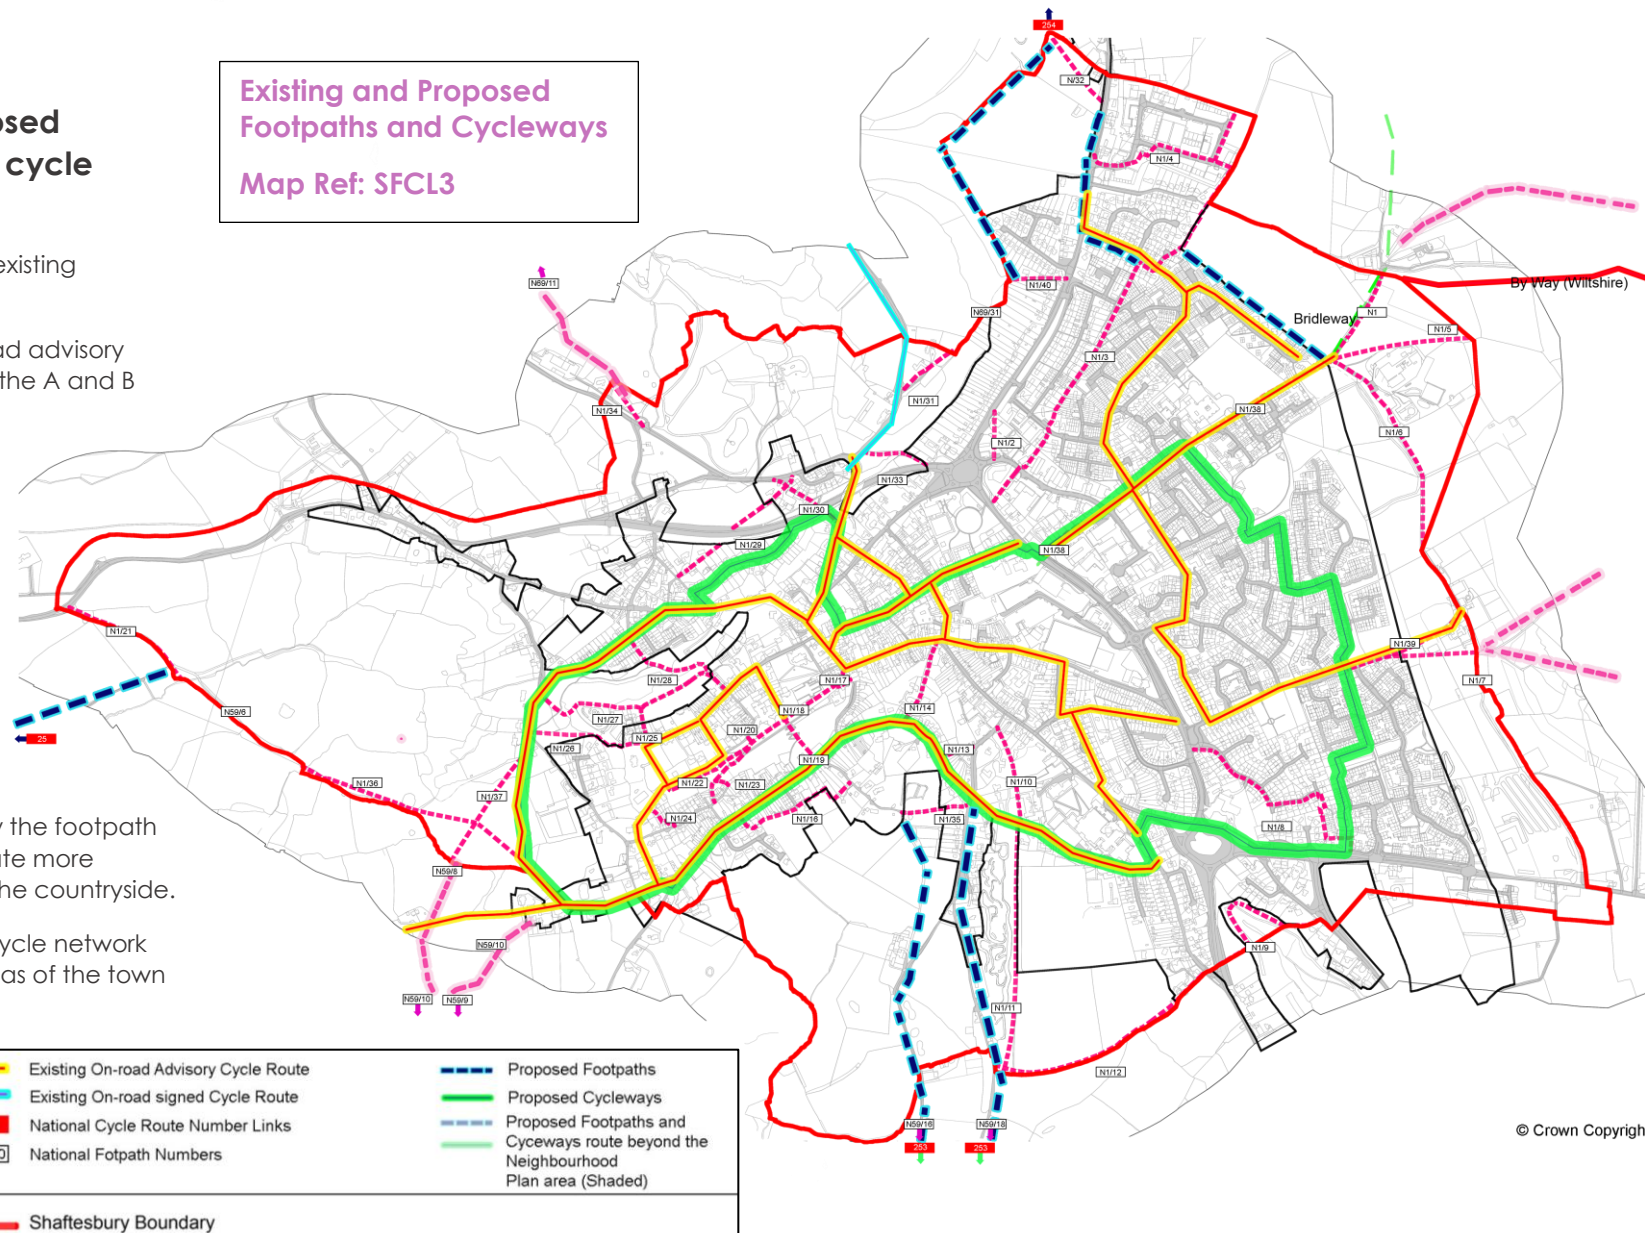 Existing and Proposed
Footpaths and Cycleways
Map Ref: SFCL3
osed
cycle
existing
ad advisory
the A and B
y the footpath
ate more
he countryside.
ycle network
as of the town
254
N/32
N1/4
N69/11
N1/40
N69/31
By Way (Wiltshire)
Bridleway
N1
N1/5
N1/3
N1/34
N1/31
N1/38
N1/6
N1/2
N1/33
N1/30
N1/29
N1/38
N1/21
N1/39
N1/28
N1/17
N1/7
N59/6
N1/27
N1/18
N1/14
N1/25
N1/20
N1/26
N1/13
N1/19
N1/36
N1/22
N1/23
N1/10
N1/37
N1/24
N1/16
N1/35
N1/8
25
N59/8
N59/10
N1/9
N59/10
N59/9
N1/11
N1/12
N59/16
N59/18
253
253
© Crown Copyrigh
Existing On-road Advisory Cycle Route
Existing On-road signed Cycle Route
National Cycle Route Number Links
National Fotpath Numbers
Proposed Footpaths
Proposed Cycleways
Proposed Footpaths and
Cyceways route beyond the
Neighbourhood
Plan area (Shaded)
Shaftesbury Boundary